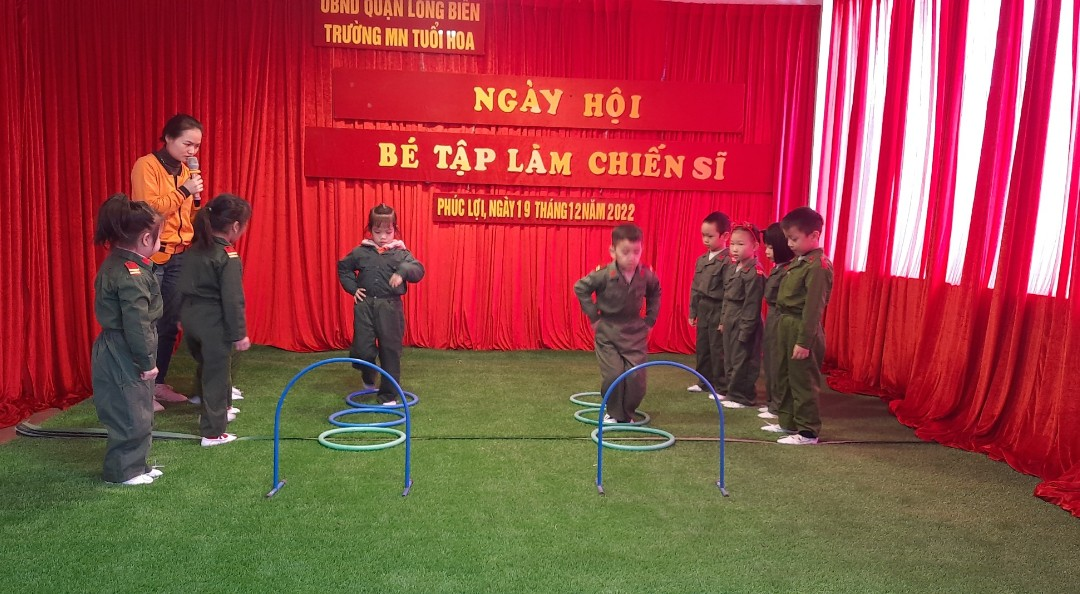 UBND QUẬN LONG BIÊN
TRƯỜNG MN TUỔI HOA
NGÀY HỘI
BÉ TẬP LÀM CHIẾN SĨ
PHÚC LỢI, NGÀY 19 THÁNG 12 NĂM 2022